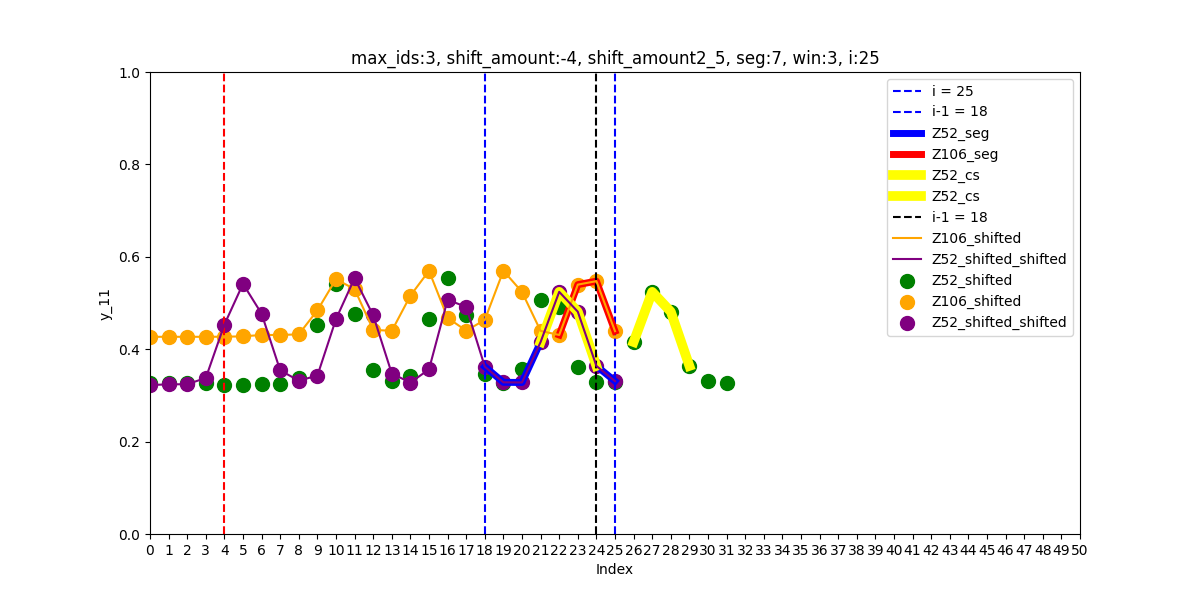 max_ids:3, shift_amount:-4, shift_amount2_5, seg:7, win:3, i:25
1.0
0.8
0.6
0.4
0.2
0.0
y_11
i = 25
i-1 = 18
Z52_seg
Z106_seg
Z52_cs
Z52_cs
i-1 = 18
Z106_shifted
Z52_shifted_shifted
Z52_shifted
Z106_shifted
Z52_shifted_shifted
0 1 2 3 4 5 6 7 8 9 10 11 12 13 14 15 16 17 18 19 20 21 22 23 24 25 26 27 28 29 30 31 32 33 34 35 36 37 38 39 40 41 42 43 44 45 46 47 48 49 50
Index